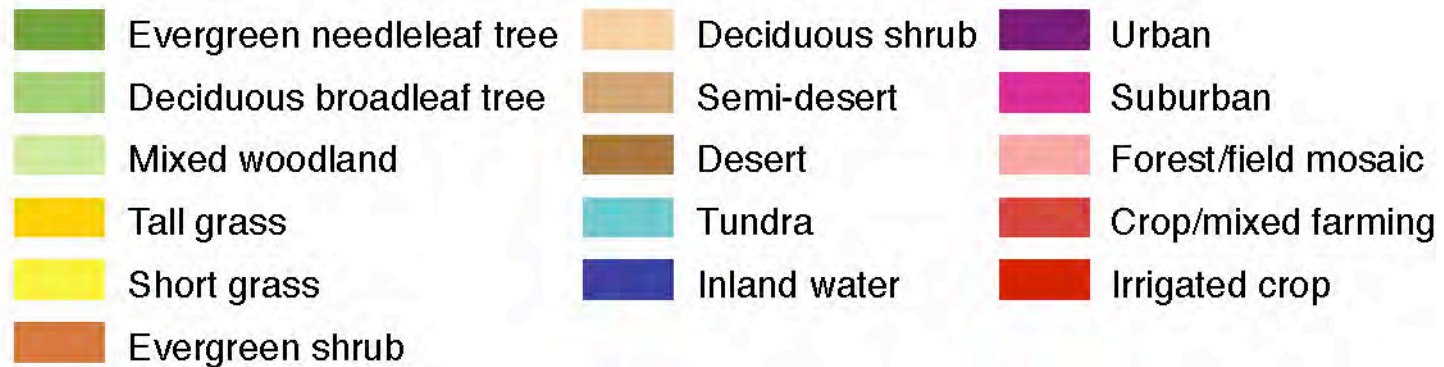 Evergreen needleleaf tree
Deciduous broadleaf tree
Mixed woodland
Tall grass
Short grass
Evergreen shrub
Deciduous shrub
Semi-desert
Desert
Tundra
Inland water
Urban
Suburban
Forest/field mosaic
Crop/mixed farming
Irrigated crop